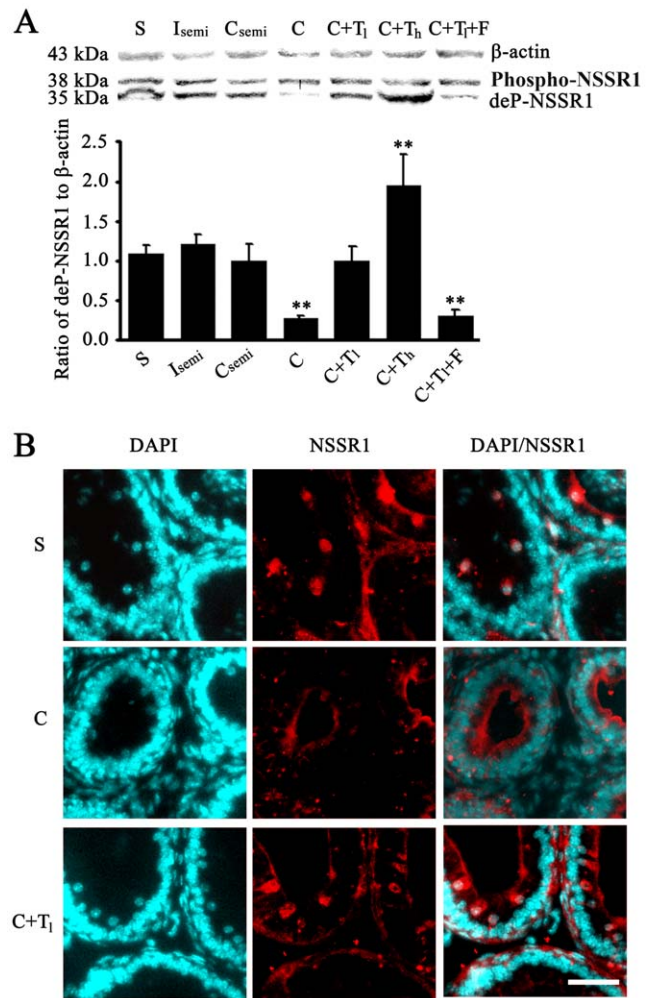 A
S Isemi Csemi C C+Tl C+Th C+Tl+F
43 kDa β-actin
38 kDa Phospho-NSSR1
35 kDa deP-NSSR1
Ratio of deP-NSSR1 to β-actin
2.5
2.0
1.5
1.0
0.5
0.0
**
**
**
S Isemi Csemi C C+Tl C+Th C+Tl+F
B
DAPI NSSR1 DAPI/NSSR1
S
C
C+Tl